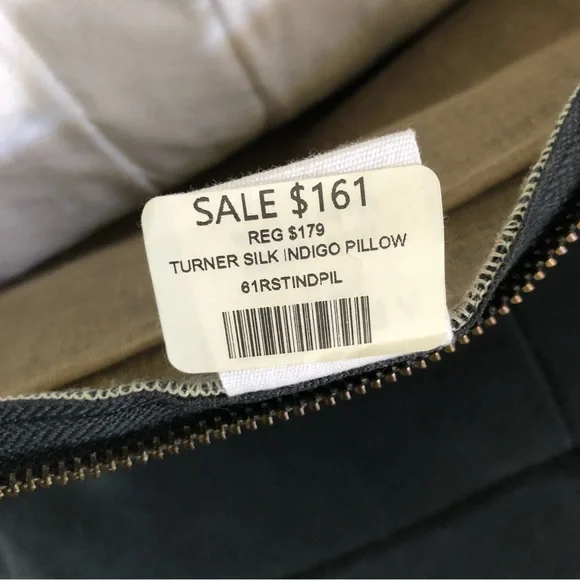 SALE $161
REG $179
TURNER SILK INDIGO PILLOW
61RSTINDPIL